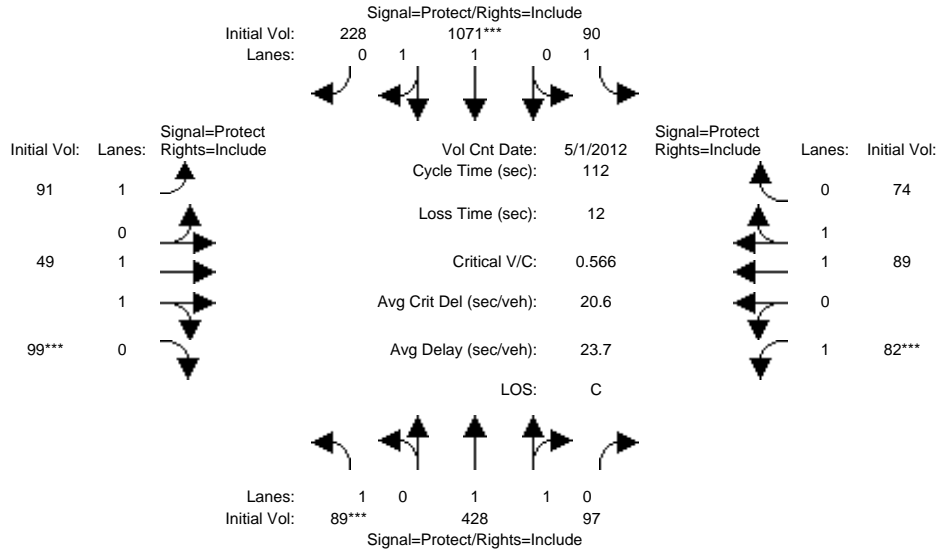 Signal=Protect/Rights=Include
Initial Vol: 228 1071*** 90
Lanes: 0 1 1 0 1
Signal=Protect
Initial Vol: Lanes: Rights=Include
Vol Cnt Date: 5/1/2012
Signal=Protect
Rights=Include Lanes: Initial Vol:
Cycle Time (sec): 112
91 1
0 74
Loss Time (sec): 12
0
1
49 1
Critical V/C: 0.566
1 89
1
Avg Crit Del (sec/veh): 20.6
0
99*** 0
Avg Delay (sec/veh): 23.7
1 82***
LOS: C
Lanes: 1 0 1 1 0
Initial Vol: 89*** 428 97
Signal=Protect/Rights=Include